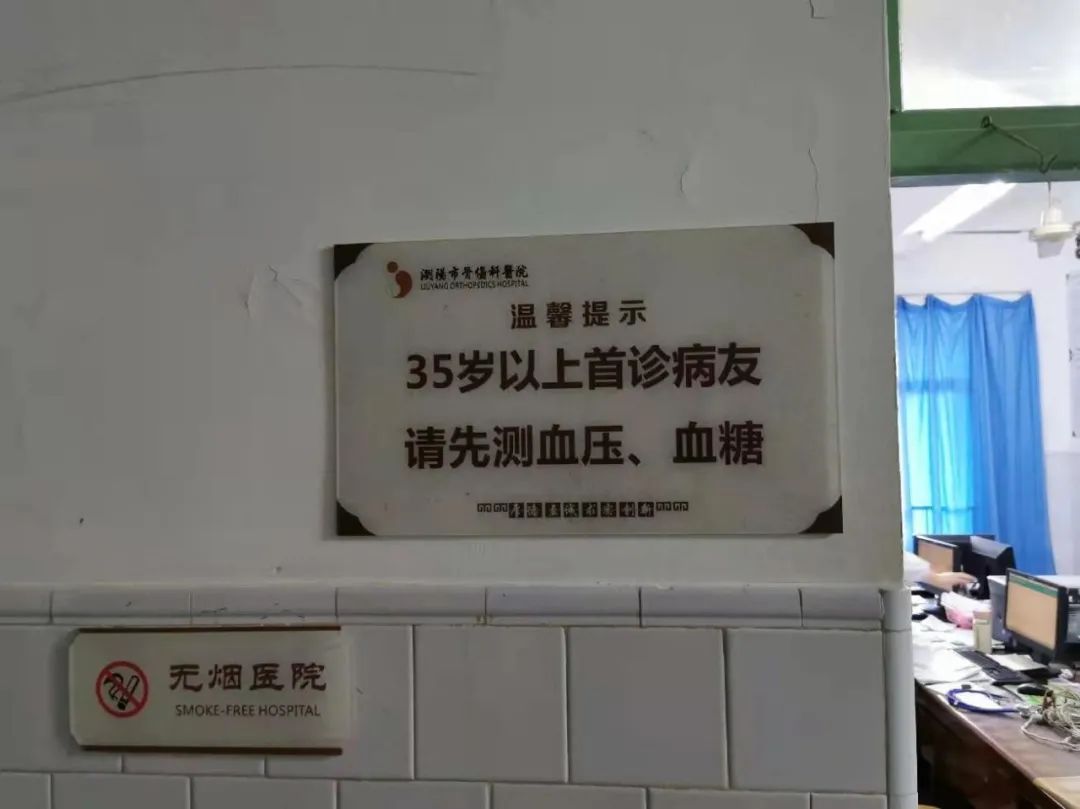 浏阳市骨伤科醫院
LIUYANG ORTHOPEDICS HOSPITAL
温馨提示
35岁以上首诊病友
请先测血压、血糖
无烟医院
SMOKE-FREE HOSPITAL